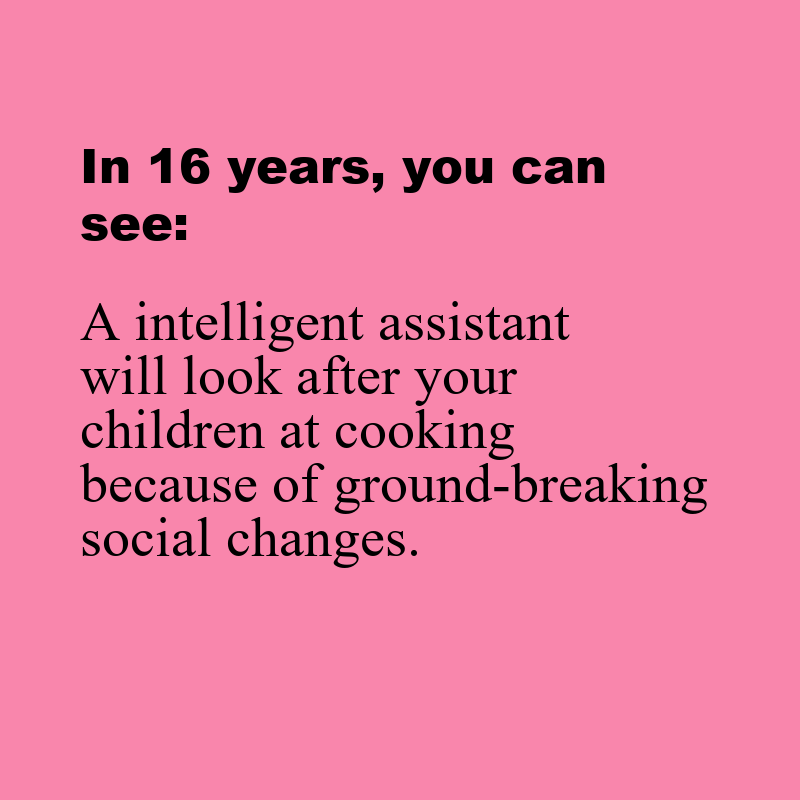 In 16 years, you can
see:
A intelligent assistant
will look after your
children at cooking
because of ground-breaking
social changes.